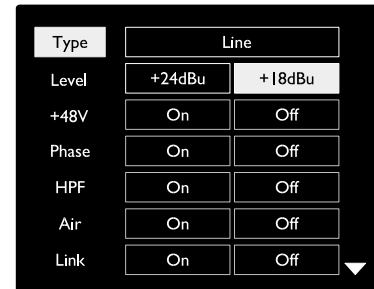 Type Line
Level +24dBu +18dBu
+48V On Off
Phase On Off
HPF On Off
Air On Off
Link On Off